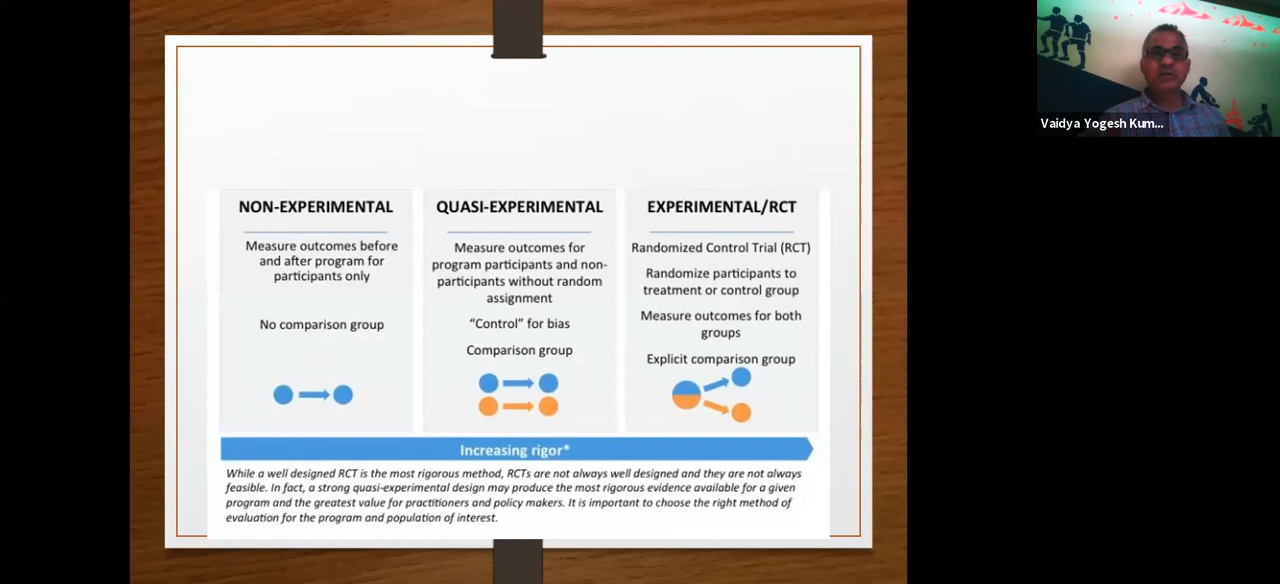 NON-EXPERIMENTAL
Measure outcomes before
and after program for
participants only
No comparison group
QUASI-EXPERIMENTAL
Measure outcomes for
program participants and non-
participants without random
assignment
“Control” for bias
Comparison group
EXPERIMENTAL/RCT
Randomized Control Trial (RCT)
Randomize participants to
treatment or control group
Measure outcomes for both
groups
Explicit comparison group
Increasing rigor*
While a well designed RCT is the most rigorous method, RCTs are not always well designed and they are not always
feasible. In fact, a strong quasi-experimental design may produce the most rigorous evidence available for a given
program and the greatest value for practitioners and policy makers. It is important to choose the right method of
evaluation for the program and population of interest.
Vaidya Yogesh Kum...